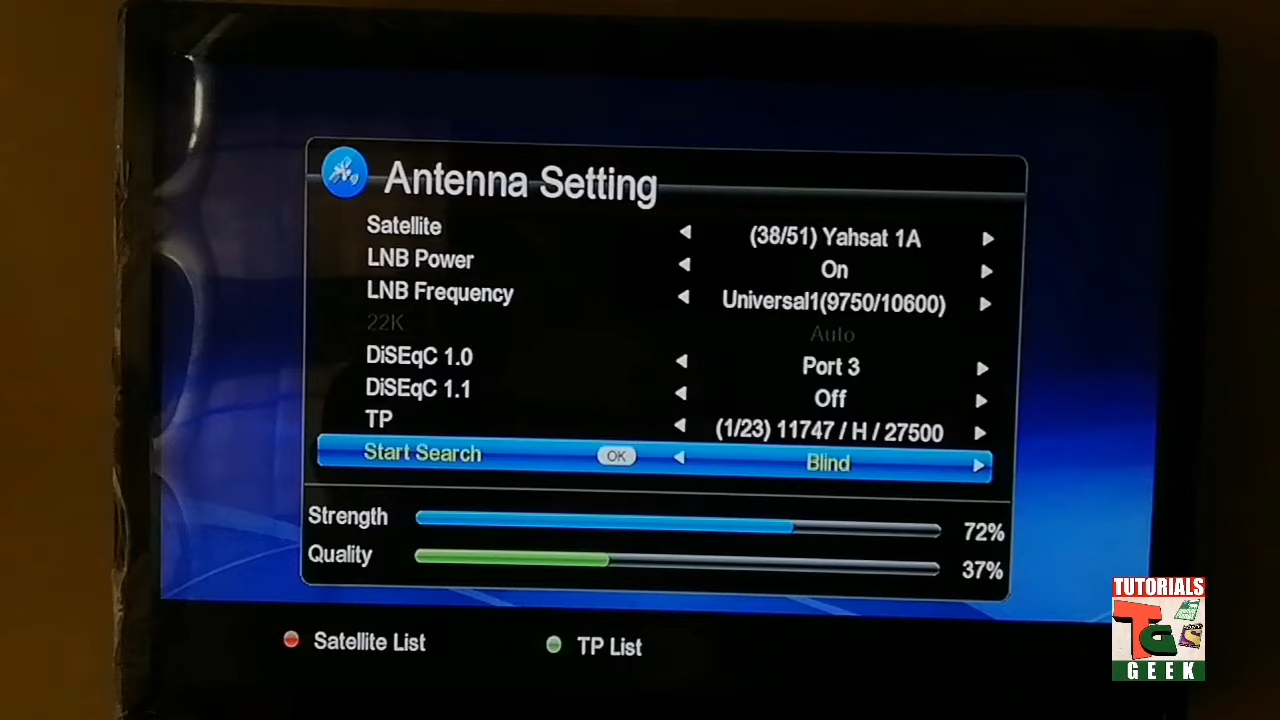 Antenna Setting
Satellite (38/51) Yahsat 1A
LNB Power On
LNB Frequency Universal1(9750/10600)
22K Auto
DiSEqC 1.0 Port 3
DiSEqC 1.1 Off
TP (1/23) 11747 / H / 27500
Start Search OK Blind
Strength 72%
Quality 37%
Satellite List TP List
TUTORIALS
TGS
GEEK